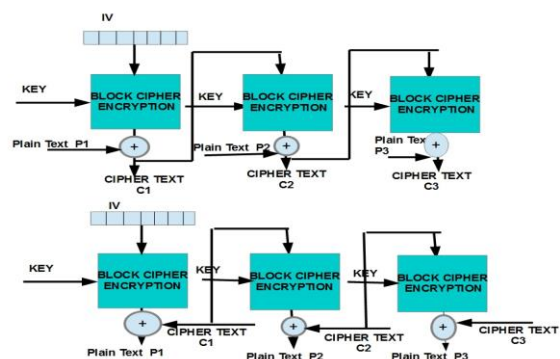 IV
KEY
BLOCK CIPHER
ENCRYPTION
KEY
BLOCK CIPHER
ENCRYPTION
KEY
BLOCK CIPHER
ENCRYPTION
Plain Text P1
+
Plain Text P2
+
Plain Tex
P3
+
CIPHER TEXT
C1
CIPHER TEXT
C2
CIPHER TEXT
C3
IV
KEY
BLOCK CIPHER
ENCRYPTION
KEY
BLOCK CIPHER
ENCRYPTION
KEY
BLOCK CIPHER
ENCRYPTION
+
CIPHER TEXT
C1
+
CIPHER TEXT
C2
+
CIPHER TEXT
C3
Plain Text P1
Plain Text P2
Plain Text P3